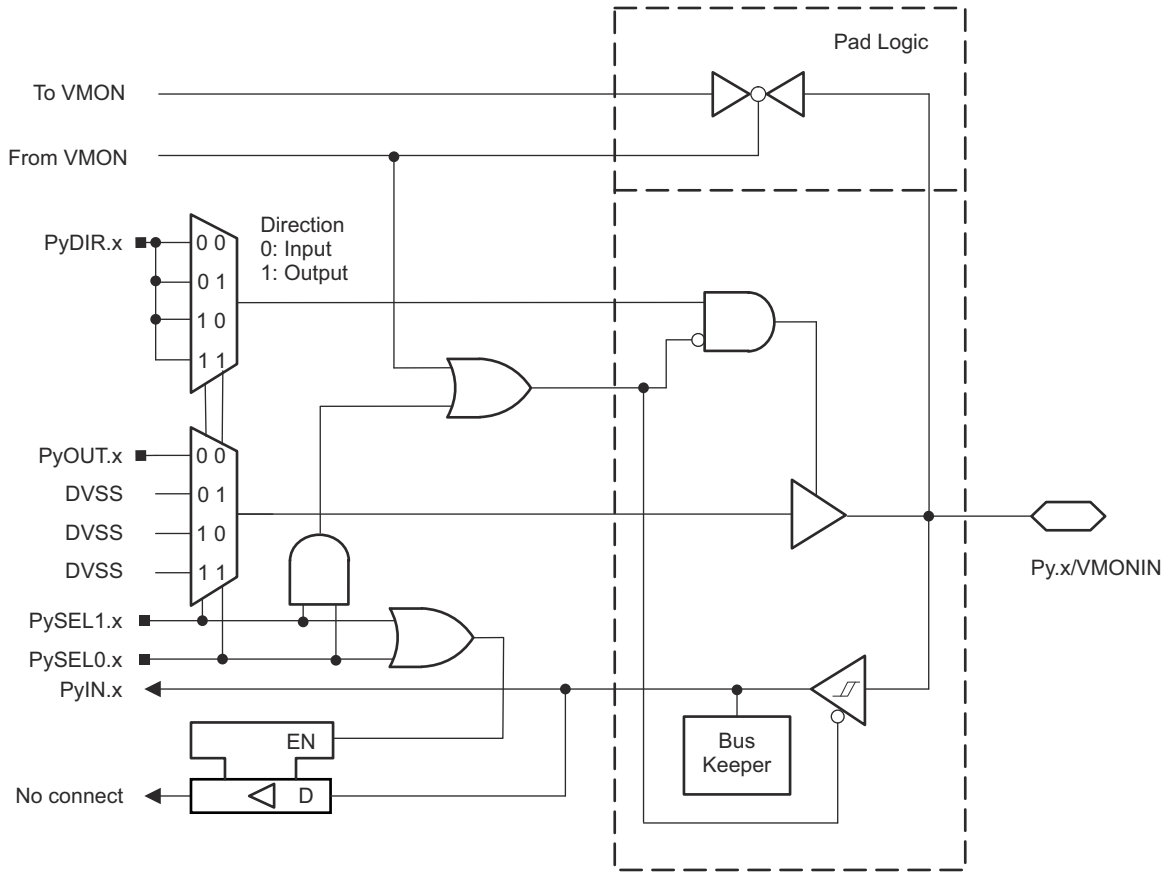 Pad Logic
To VMON
From VMON
PyDIR.x
0 0
0 1
1 0
1 1
Direction
0: Input
1: Output
PyOUT.x
0 0
DVSS
0 1
DVSS
1 0
DVSS
1 1
Py.x/VMONIN
PySEL1.x
PySEL0.x
PyIN.x
EN
Bus
Keeper
No connect
D